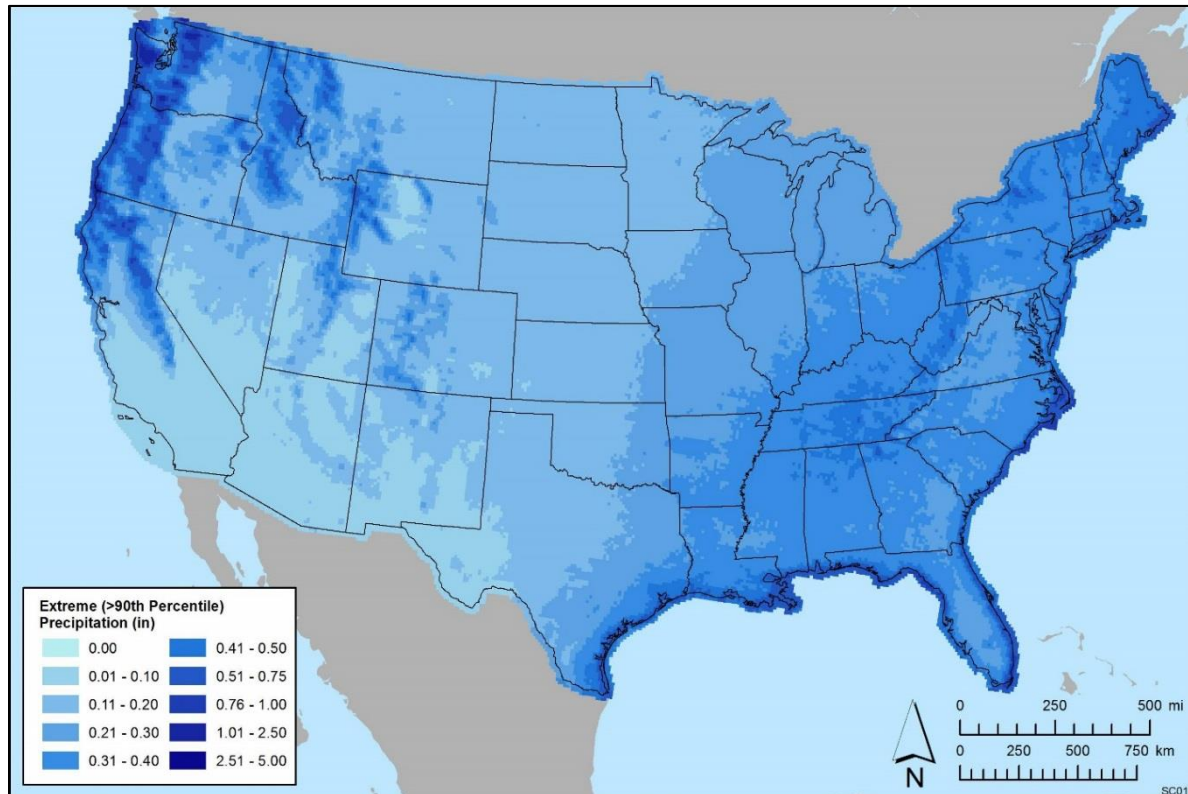 Extreme (>90th Percentile)
Precipitation (in)
0.00
0.01 - 0.10
0.11 - 0.20
0.21 - 0.30
0.31 - 0.40
0.41 - 0.50
0.51 - 0.75
0.76 - 1.00
1.01 - 2.50
2.51 - 5.00
N
0 250 500 mi
0 250 500 750 km
SC01